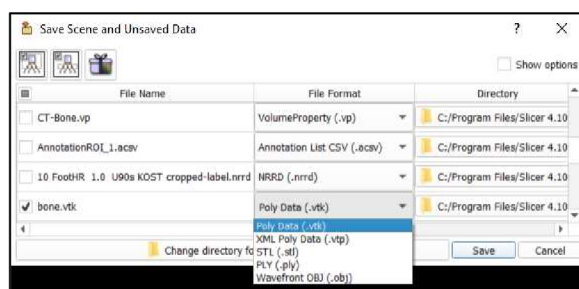 Save Scene and Unsaved Data
Show options
File Name File Format Directory
CT-Bone.vp VolumeProperty (.vp) C:/Program Files/Slicer 4.10
AnnotationROI_1.acsv Annotation List CSV (.acsv) C:/Program Files/Slicer 4.10
10 FootHR 1.0 U90s KOST cropped-label.nrrd NRRD (.nrrd) C:/Program Files/Slicer 4.10
bone.vtk Poly Data (.vtk) C:/Program Files/Slicer 4.10
Poly Data (.vtk)
XML Poly Data (.vtp)
Change directory fo STL (.stl) Save Cancel
PLY (.ply)
Wavefront OBJ (.obj)